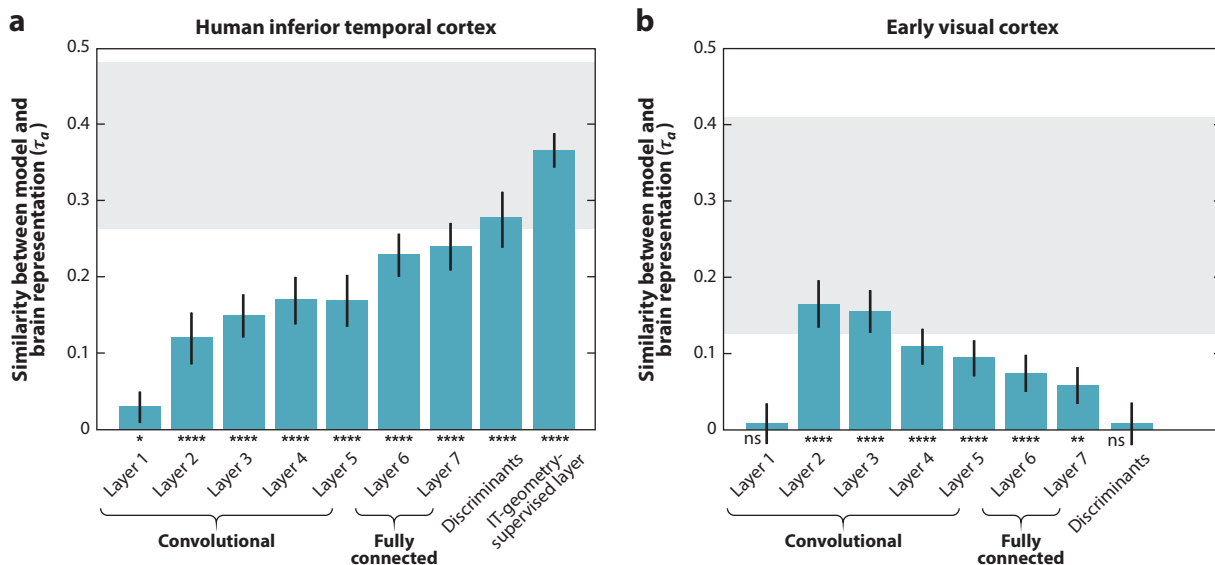 a
Human inferior temporal cortex
Similarity between model and
brain representation (τa)
0.5
0.4
0.3
0.2
0.1
0
*
****
****
****
****
****
****
****
****
Layer 1
Layer 2
Layer 3
Layer 4
Layer 5
Layer 6
Layer 7
Discriminants
IT-geometry-
supervised layer
Convolutional
Fully
connected
b
Early visual cortex
Similarity between model and
brain representation (τa)
0.5
0.4
0.3
0.2
0.1
0
ns
****
****
****
****
****
**
ns
Layer 1
Layer 2
Layer 3
Layer 4
Layer 5
Layer 6
Layer 7
Discriminants
Convolutional
Fully
connected